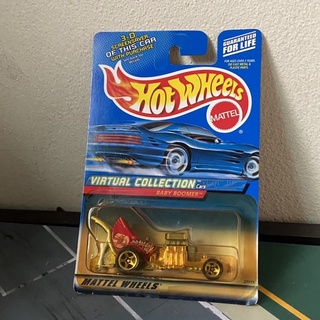 3-D
SCREENSAVER
OF THIS CAR
WITH PURCHASE
GUARANTEED
FOR LIFE
HOT WHEELS
MATTEL
VIRTUAL COLLECTION
Cars
BABY BOOMER
MATTEL WHEELS